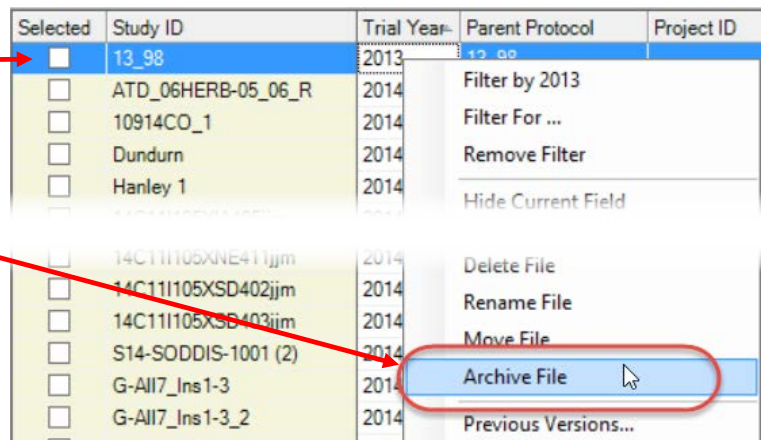 Selected Study ID Trial Year Parent Protocol Project ID
13_98 2013 13_98
ATD_06HERB-05_06_R 2014 Filter by 2013
10914CO_1 2014 Filter For ...
Dundurn 2014 Remove Filter
Hanley 1 2014
Hide Current Field
14C11I105XNE411jjm 2014 Delete File
14C11I105XSD402jjm 2014 Rename File
14C11I105XSD403jjm 2014 Move File
S14-SODDIS-1001 (2) 2014
G-All7_Ins1-3 2014 Archive File
G-All7_Ins1-3_2 2014 Previous Versions...